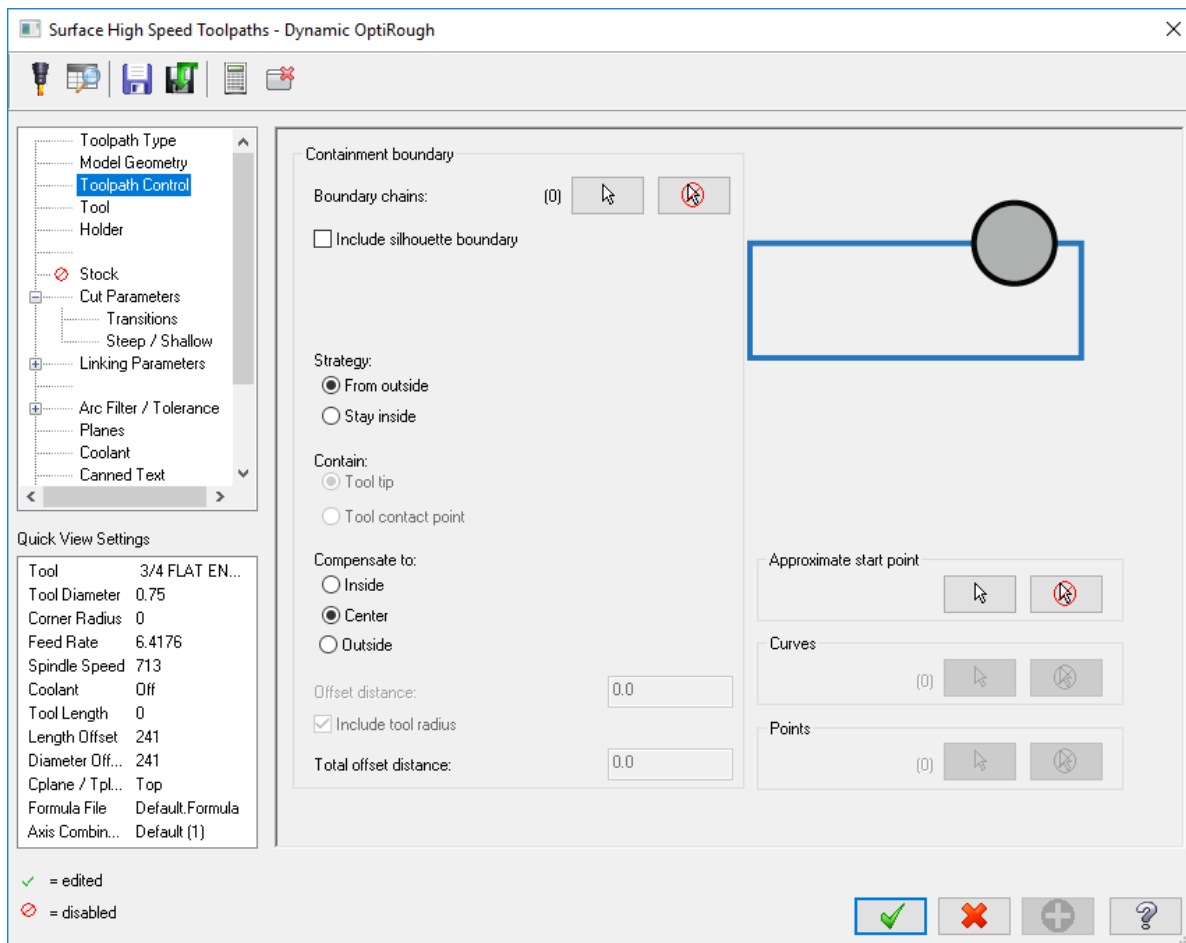 Surface High Speed Toolpaths - Dynamic OptiRough
Toolpath Type
Model Geometry
Toolpath Control
Tool
Holder
Stock
Cut Parameters
Transitions
Steep / Shallow
Linking Parameters
Arc Filter / Tolerance
Planes
Coolant
Canned Text
Quick View Settings
Tool 3/4 FLAT EN...
Tool Diameter 0.75
Corner Radius 0
Feed Rate 6.4176
Spindle Speed 713
Coolant Off
Tool Length 0
Length Offset 241
Diameter Off... 241
Cplane / Tpl... Top
Formula File Default.Formula
Axis Combin... Default (1)
= edited
= disabled
Containment boundary
Boundary chains: (0)
Include silhouette boundary
Strategy:
From outside
Stay inside
Contain:
Tool tip
Tool contact point
Compensate to:
Inside
Center
Outside
Offset distance: 0.0
Include tool radius
Total offset distance: 0.0
Approximate start point
Curves
(0)
Points
(0)